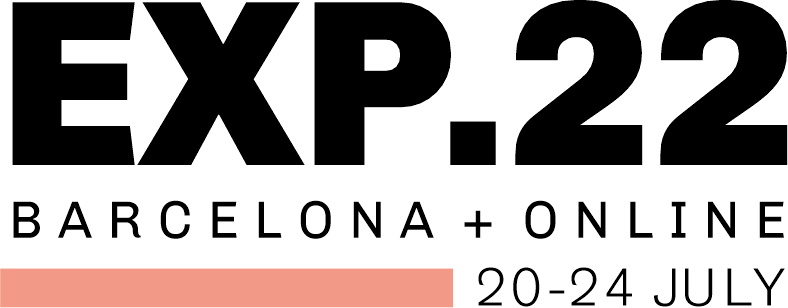 EXP.22
BARCELONA + ONLINE
20-24 JULY